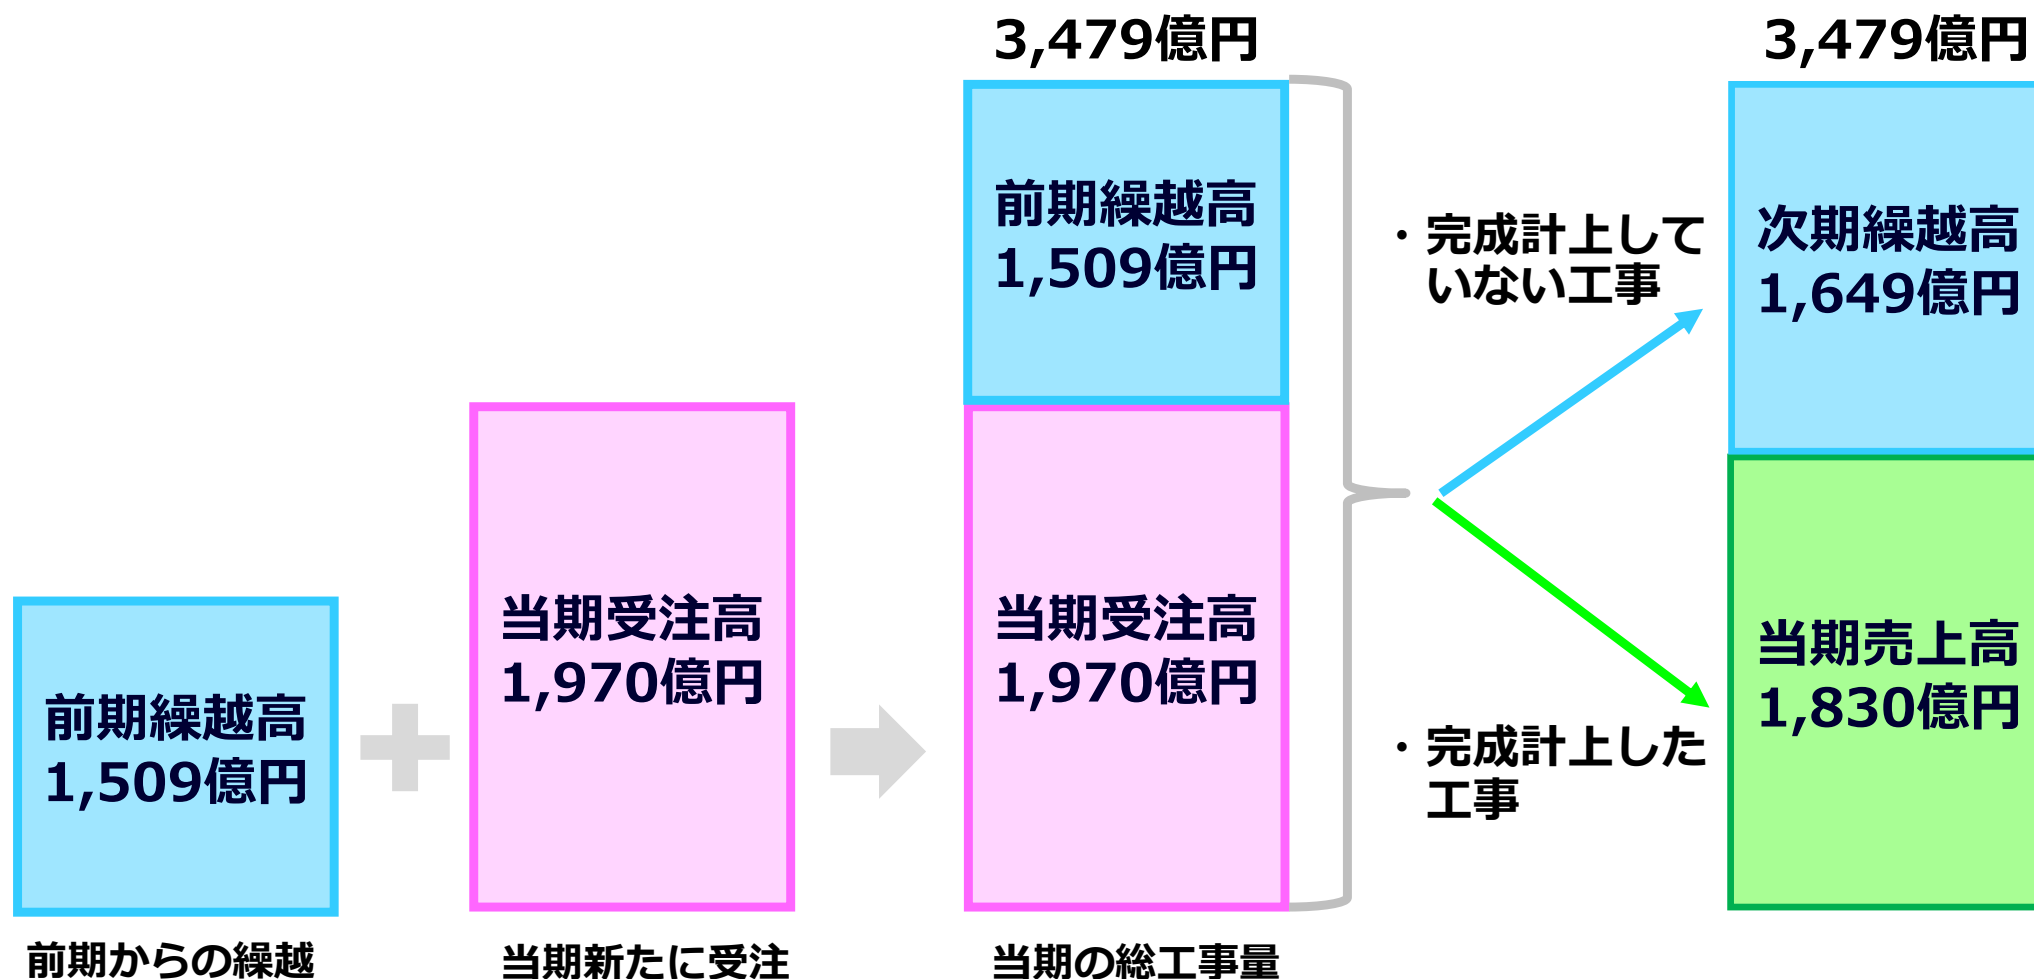 前期繰越高
1,509億円
前期からの繰越
当期受注高
1,970億円
当期新たに受注
3,479億円
前期繰越高
1,509億円
当期受注高
1,970億円
当期の総工事量
・完成計上して
いない工事
・完成計上した
工事
3,479億円
次期繰越高
1,649億円
当期売上高
1,830億円